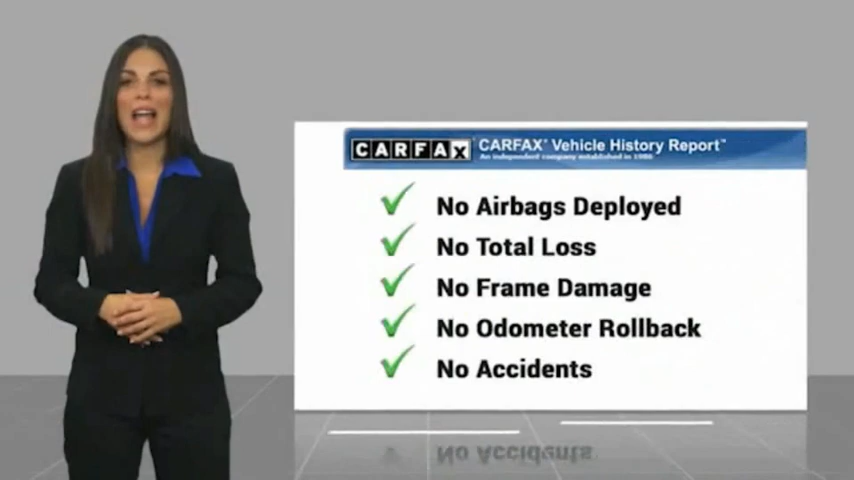 CARFAX CARFAX® Vehicle History Report™
An independent company established in 1986
No Airbags Deployed
No Total Loss
No Frame Damage
No Odometer Rollback
No Accidents
No Accidents